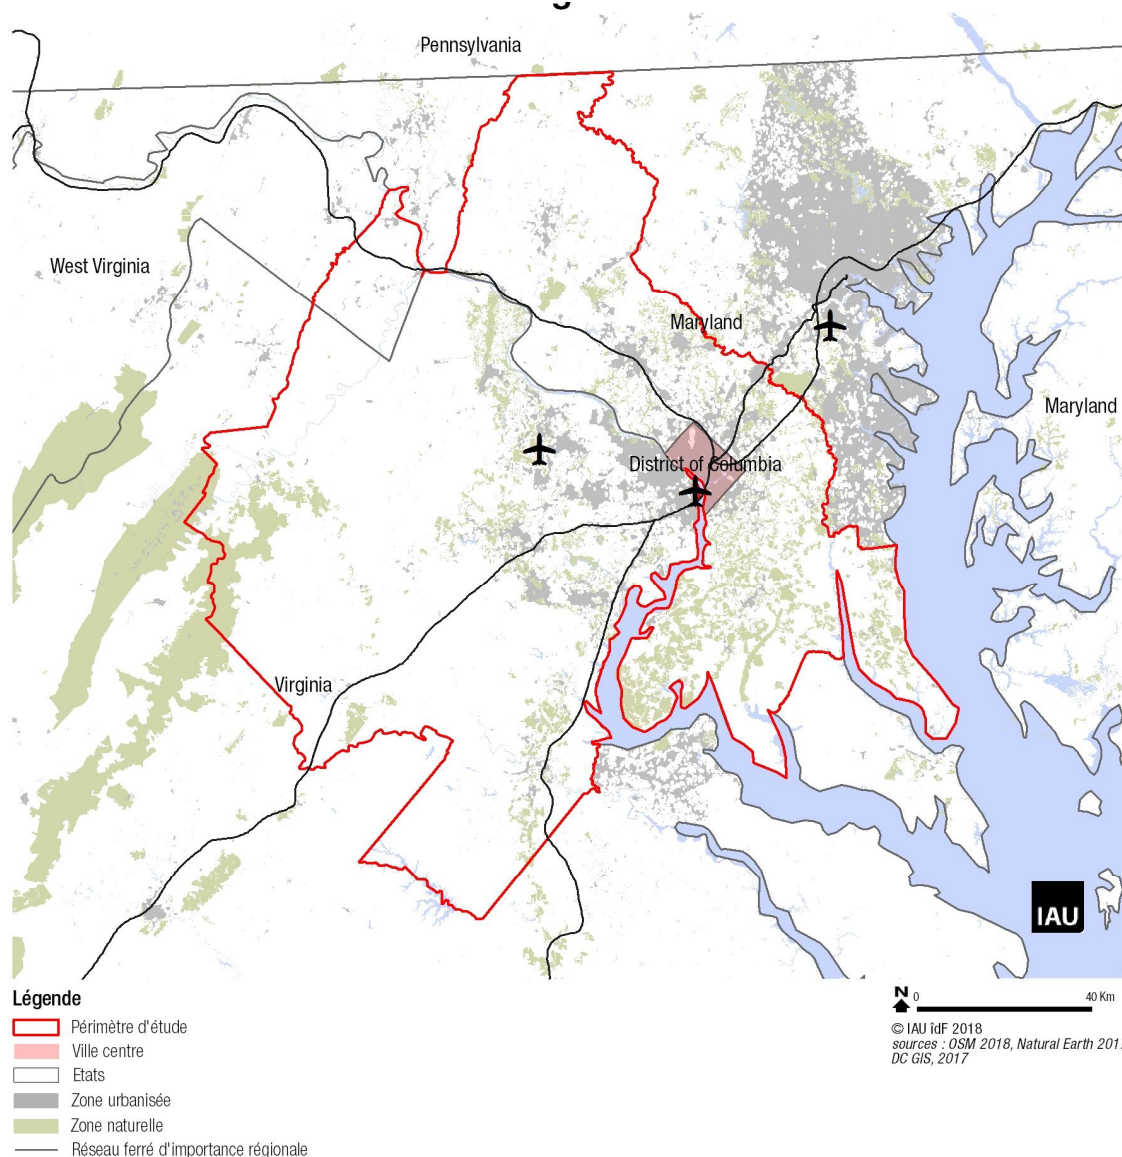 Pennsylvania
West Virginia
Maryland
Maryland
District of Columbia
Virginia
IAU
Légende
Périmètre d'étude
Ville centre
Etats
Zone urbanisée
Zone naturelle
Réseau ferré d'importance régionale
N
0
40 Km
© IAU îdF 2018
sources : OSM 2018, Natural Earth 201
DC GIS, 2017